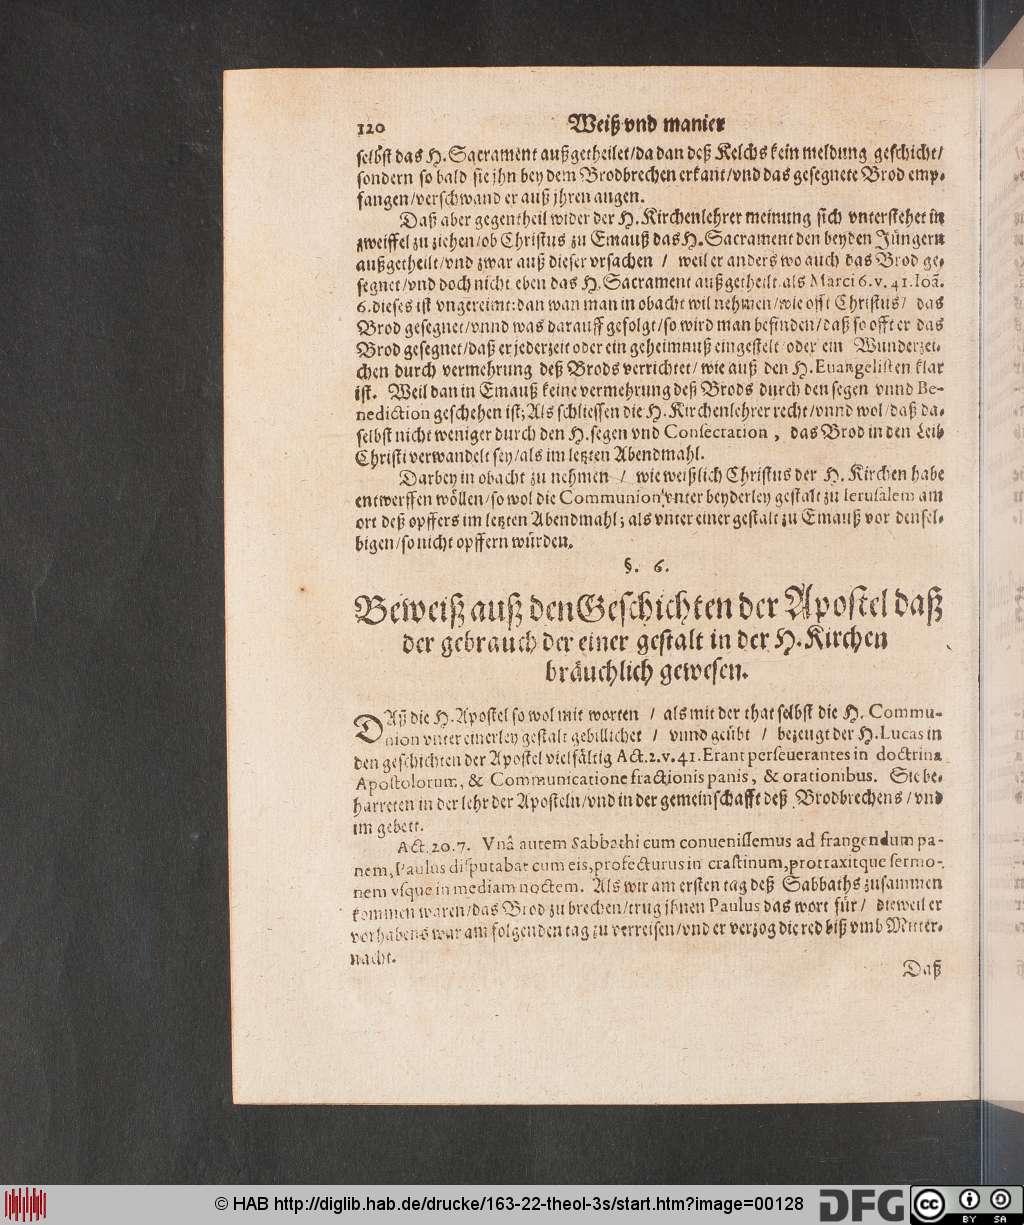 120 Weiß vnd manier
selbst das H. Sacrament außgetheilet/da dan deß Kelchs kein meldung geschicht/
sondern so bald sie jhn bey dem Brodbrechen erkant/vnd das gesegnete Brod emp-
fangen/verschwand er auß jhren augen.
Daß aber gegentheil wider der H. Kirchenlehrer meinung sich vnterstehet in
zweiffel zu ziehen/ob Christus zu Emauß das H. Sacrament den beyden Jüngern
außgetheilt/vnd zwar auß dieser vrsachen / weil er anderswo auch das Brod ge-
segnet/vnd doch nicht eben das H. Sacrament außgetheilt als Marci 6. v. 41. Ioã.
6. dieses ist vngereimt: dan wan man in obacht wil nehmen/wie offt Christus/ das
Brod gesegnet/vnnd was darauff gefolgt/so wird man befinden/daß so offt er das
Brod gesegnet/daß er jederzeit oder ein geheimnuß eingestelt oder ein Wunderzei-
chen durch vermehrung deß Brods verrichtet/wie auß den H. Euangelisten klar
ist. Weil dan in Emauß keine vermehrung deß Brods durch den segen vnnd Be-
nediction geschehen ist; Als schliessen die H. Kirchenlehrer recht/vnnd wol/daß da-
selbst nicht weniger durch den H. segen vnd Consecration, das Brod in den Leib
Christi verwandelt sey/als im letzten Abendmahl.
Darbey in obacht zu nehmen / wie weißlich Christus der H. Kirchen habe
entwerffen wöllen/so wol die Communion vnter beyderley gestalt zu Ierusalem am
ort deß opffers im letzten Abendmahl; als vnter einer gestalt zu Emauß vor densel-
bigen/so nicht opffern würden.
§. 6.
Beweiß auß den Geschichten der Apostel daß
der gebrauch der einer gestalt in der H. Kirchen
bräuchlich gewesen.
DAß die H. Apostel so wol mit worten / als mit der that selbst die H. Commu-
nion vnter einerley gestalt gebillichet / vnnd geübt / bezeugt der H. Lucas in
den geschichten der Apostel vielfältig Act. 2. v. 41. Erant perseuerantes in doctrina
Apostolorum, & Communicatione fractionis panis, & orationibus. Sie be-
harreten in der lehr der Aposteln/vnd in der gemeinschafft deß Brodbrechens / vnd
im gebett.
Act. 20. 7. Vnâ autem Sabbathi cum conuenissemus ad frangendum pa-
nem, Paulus disputabat cum eis, profecturus in crastinum, protraxitque sermo-
nem vsque in mediam noctem. Als wir am ersten tag deß Sabbaths zusammen
kommen waren/das Brod zu brechen/trug jhnen Paulus das wort für / dieweil er
vorhabens war am folgenden tag zu verreisen/vnd er verzog die red biß vmb Mitter-
nacht.
Daß
© HAB http://diglib.hab.de/drucke/163-22-theol-3s/start.htm?image=00128 DFG cc BY SA